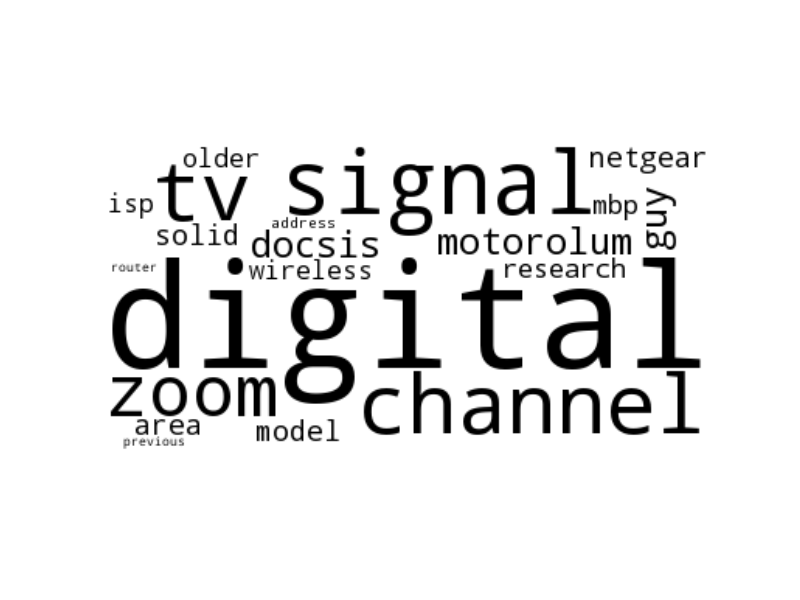 older
netgear
signal
tv
isp
mbp
guy
address
solid
docsis
motorolum
router
wireless
research
digital
zoom
channel
area
model
previous